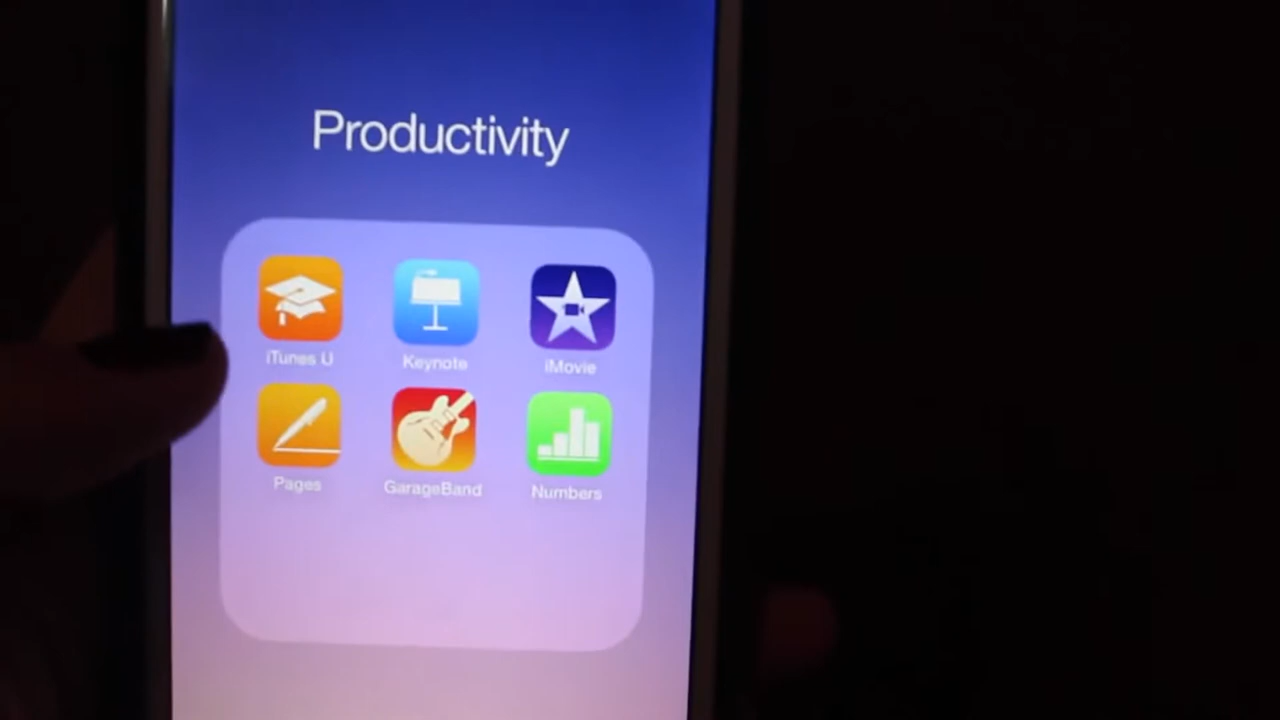 Productivity
iTunes U
Keynote
iMovie
Pages
GarageBand
Numbers